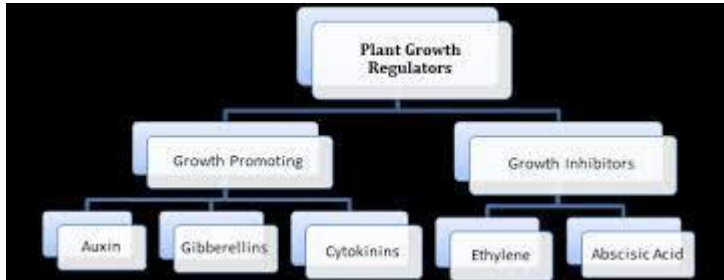 Plant Growth
Regulators
Growth Promoting
Growth Inhibitors
Auxin
Gibberellins
Cytokinins
Ethylene
Abscisic Acid